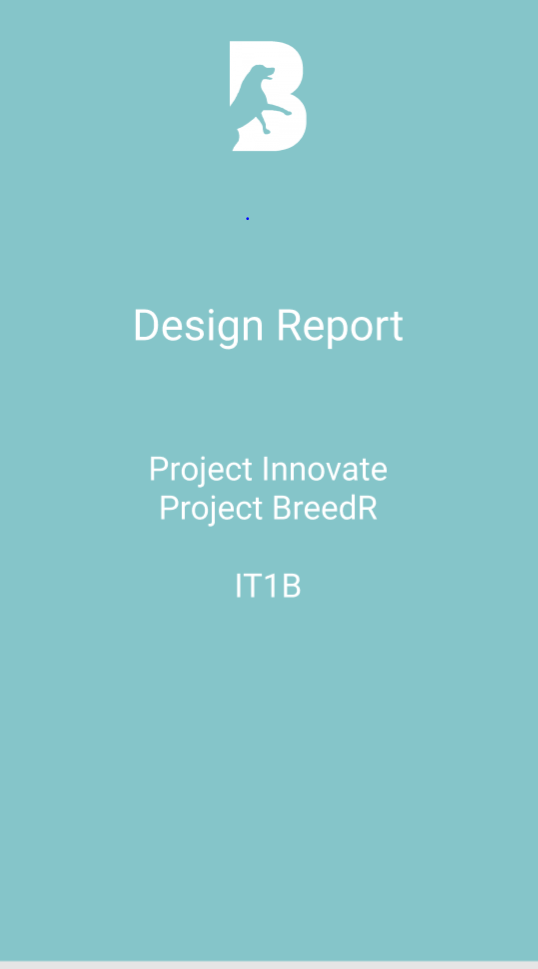 B
Design Report
Project Innovate
Project BreedR
IT1B